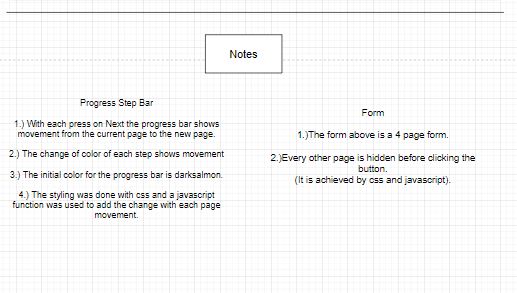 Notes
Progress Step Bar
1.) With each press on Next the progress bar shows
movement from the current page to the new page.
2.) The change of color of each step shows movement
3.) The initial color for the progress bar is darksalmon.
4.) The styling was done with css and a javascript
function was used to add the change with each page
movement.
Form
1.)The form above is a 4 page form.
2.)Every other page is hidden before clicking the
button.
(It is achieved by css and javascript).